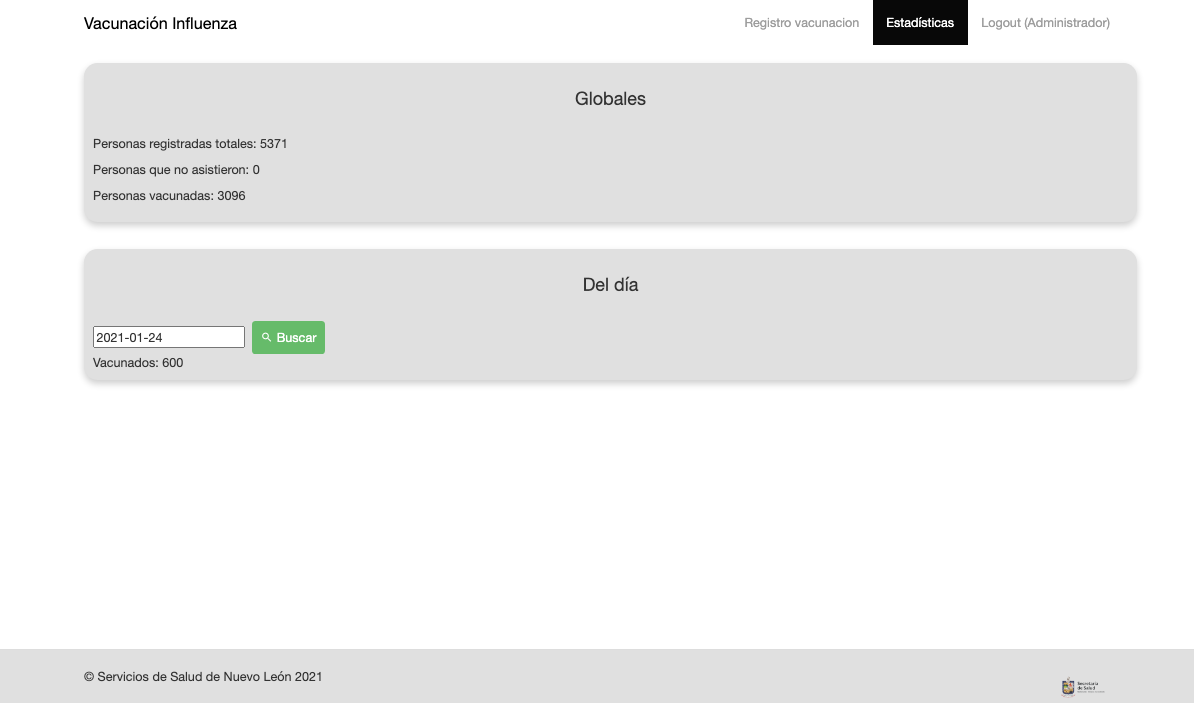 Vacunación Influenza
Registro vacunacion
Estadísticas
Logout (Administrador)
Globales
Personas registradas totales: 5371
Personas que no asistieron: 0
Personas vacunadas: 3096
Del día
2021-01-24
Buscar
Vacunados: 600
© Servicios de Salud de Nuevo León 2021
Secretaría
de Salud